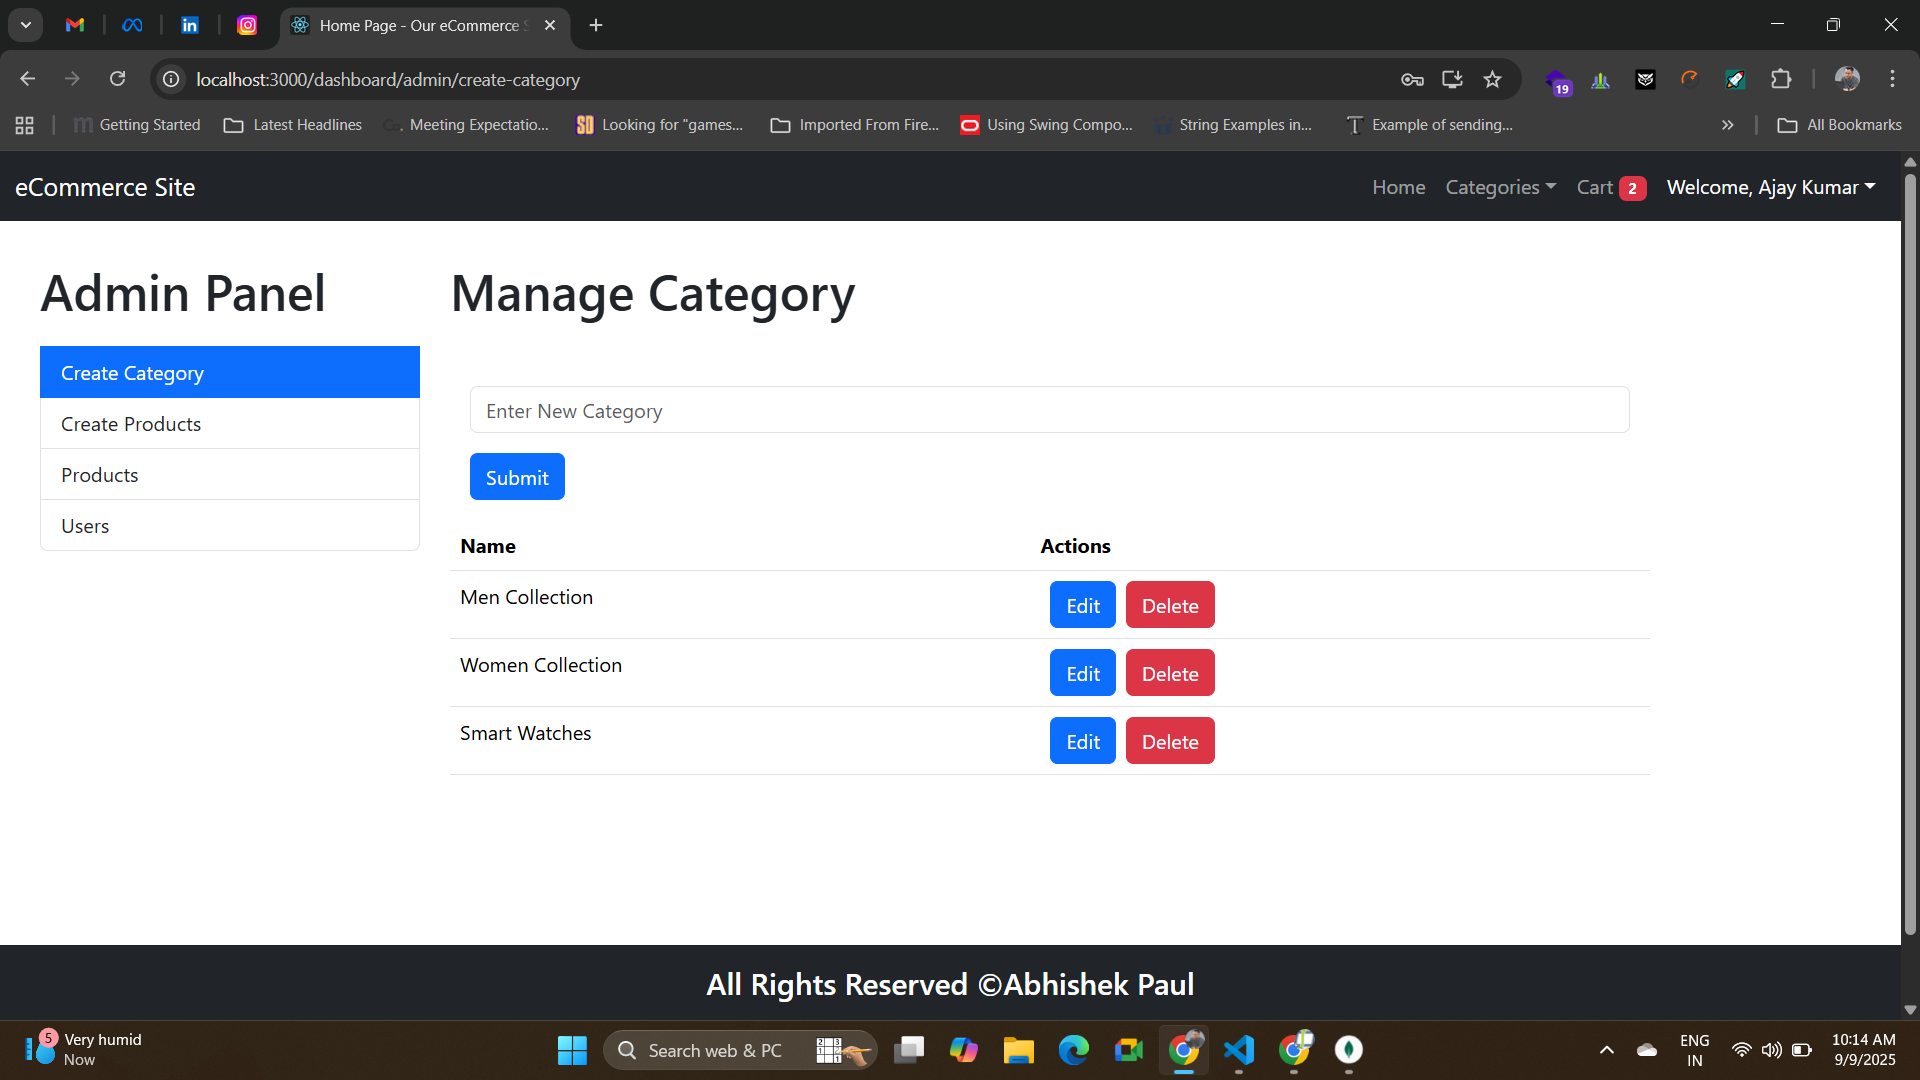 Home Page - Our eCommerce S
localhost:3000/dashboard/admin/create-category
19
Getting Started
Latest Headlines
Meeting Expectatio...
Looking for "games...
Imported From Fire...
Using Swing Compo...
String Examples in...
Example of sending...
All Bookmarks
eCommerce Site
Home
Categories
Cart 2
Welcome, Ajay Kumar
Admin Panel
Manage Category
Create Category
Create Products
Products
Users
Enter New Category
Submit
Name Actions
Men Collection Edit Delete
Women Collection Edit Delete
Smart Watches Edit Delete
All Rights Reserved ©Abhishek Paul
5
Very humid
Now
Search web & PC
ENG
IN
10:14 AM
9/9/2025